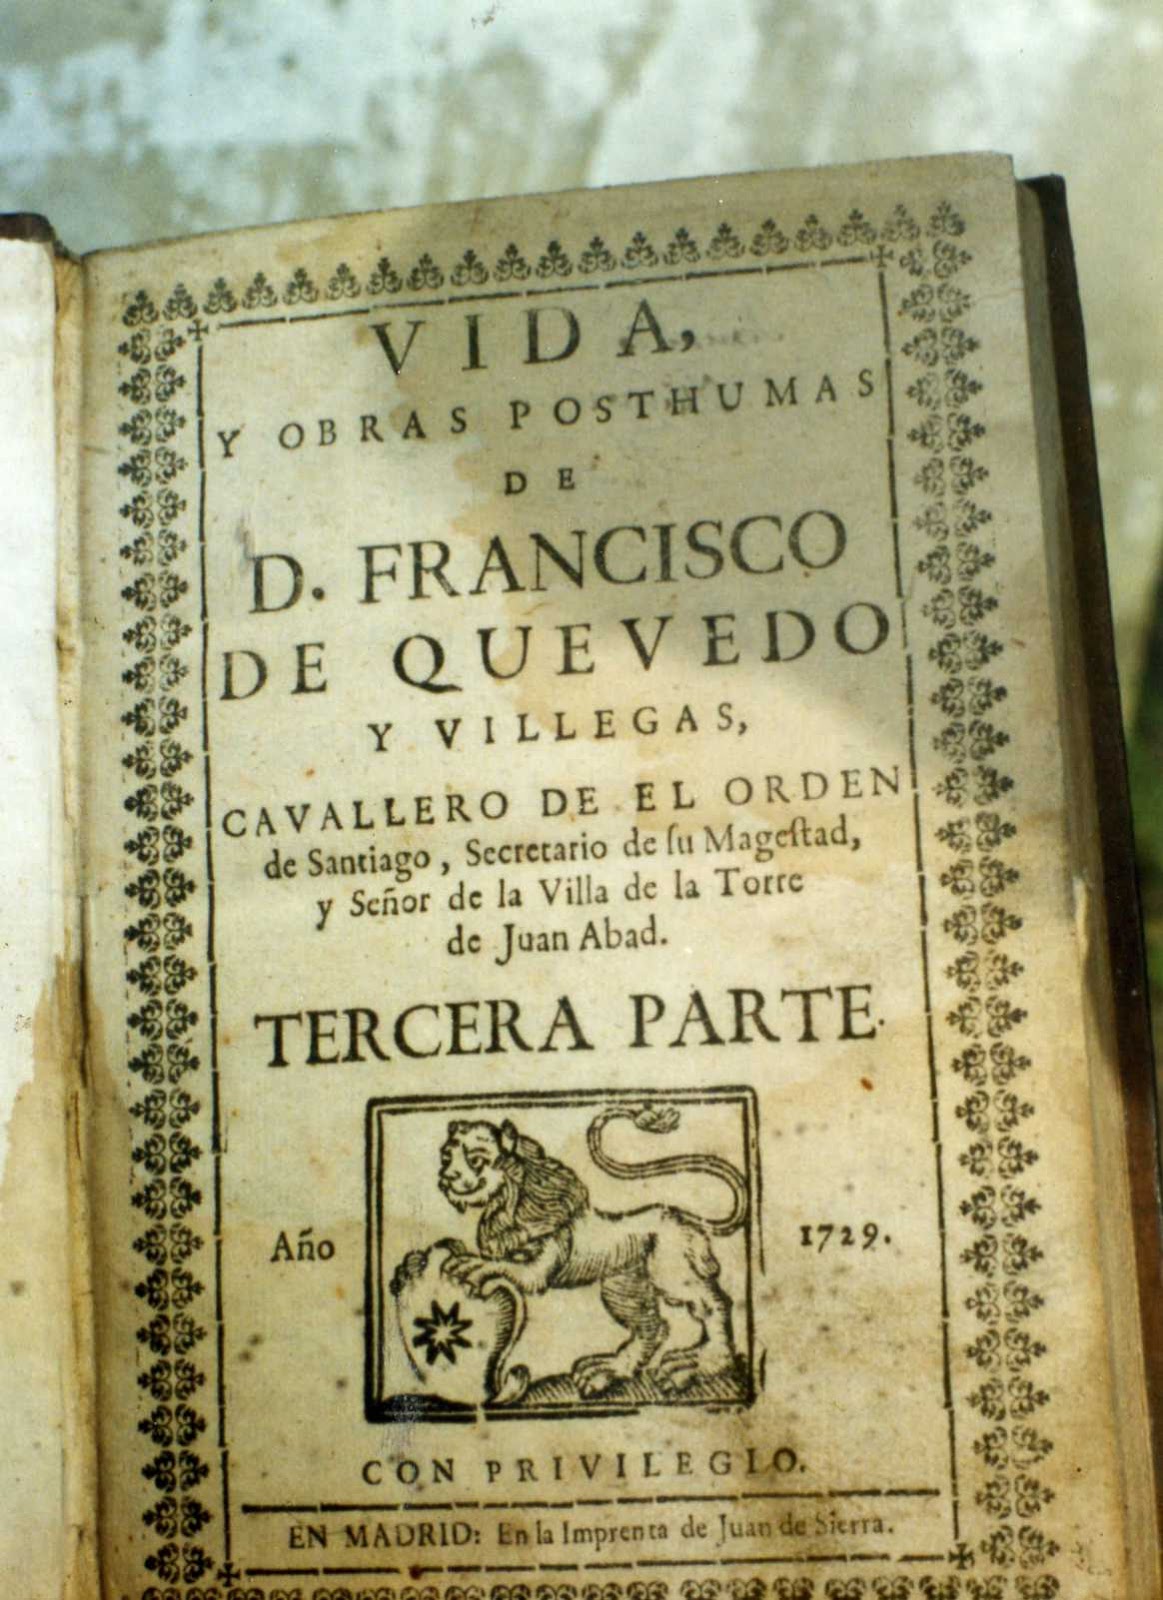 VIDA,
Y OBRAS POSTHUMAS
DE
D. FRANCISCO
DE QUEVEDO
Y VILLEGAS,
CAVALLERO DE EL ORDEN
de Santiago, Secretario de ſu Mageſtad,
y Señor de la Villa de la Torre
de Juan Abad.
TERCERA PARTE.
Año 1729.
CON PRIVILEGIO.
EN MADRID: En la Imprenta de Juan de Sierra.